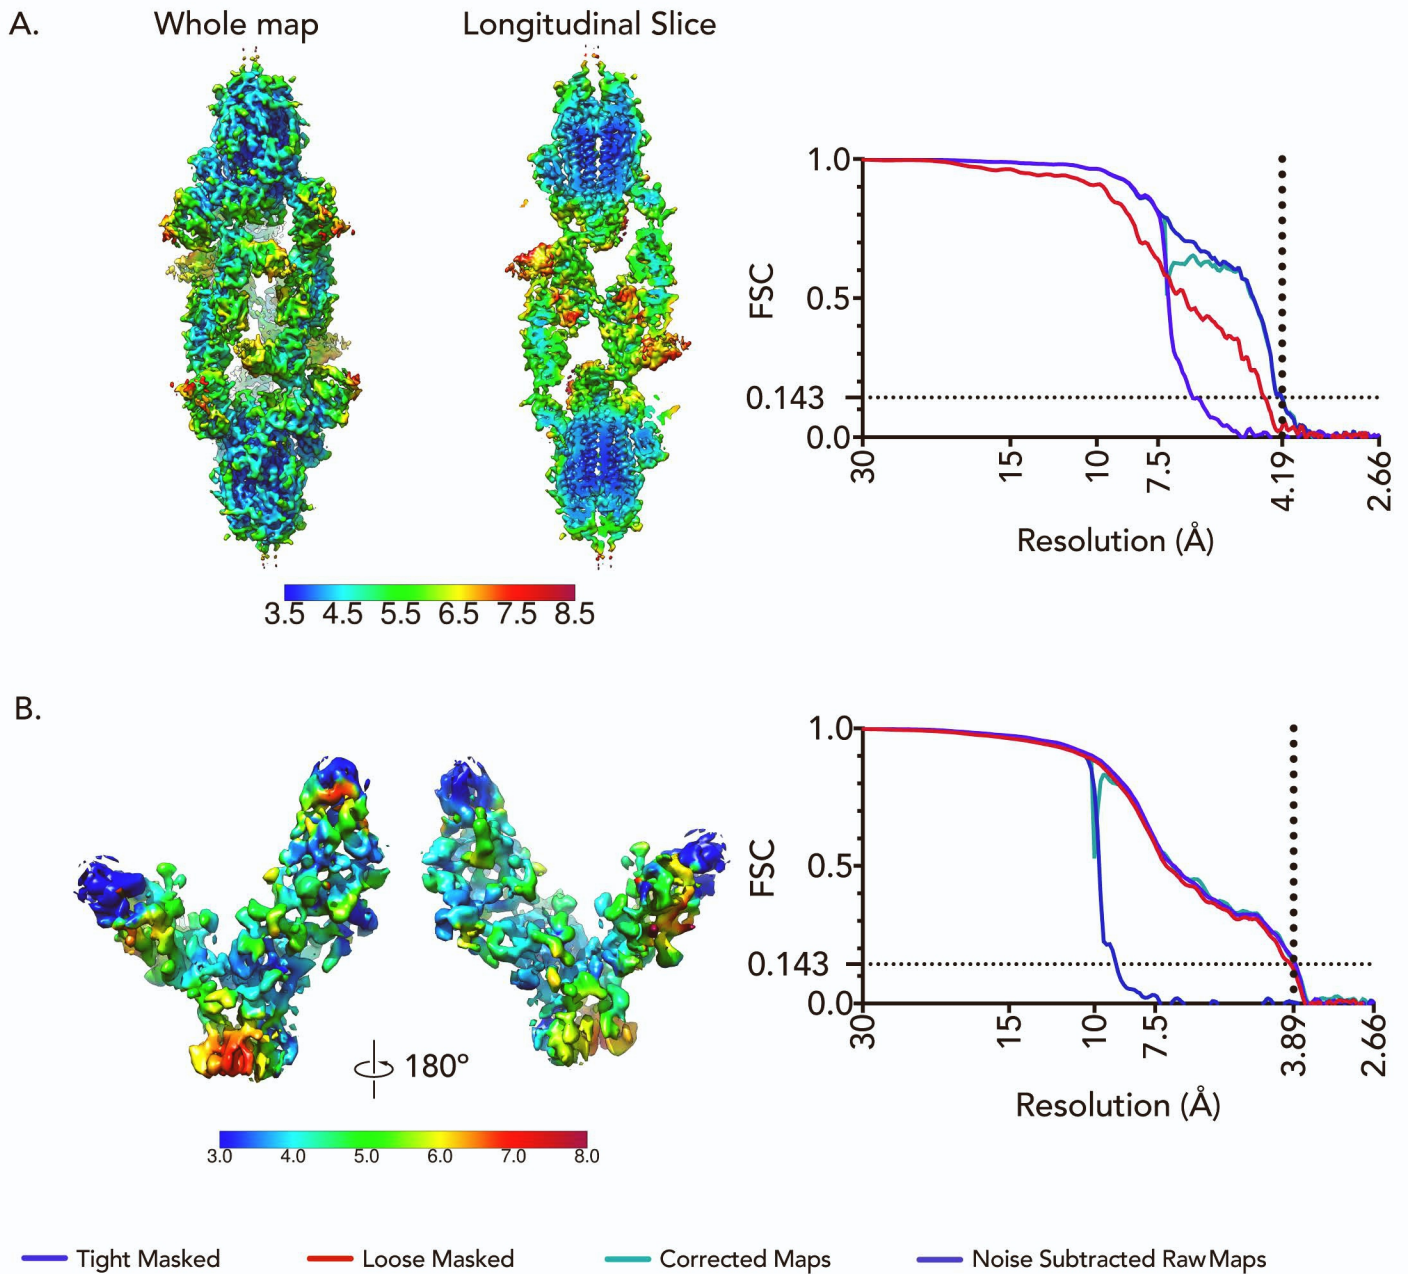 A.
Whole map
Longitudinal Slice
1.0
FSC
0.5
0.143
0.0
30 15 10 7.5 4.19 2.66
Resolution (Å)
3.5 4.5 5.5 6.5 7.5 8.5
B.
1.0
FSC
0.5
0.143
0.0
30 15 10 7.5 3.89 2.66
Resolution (Å)
180º
3.0 4.0 5.0 6.0 7.0 8.0
Tight Masked Loose Masked Corrected Maps Noise Subtracted RawMaps